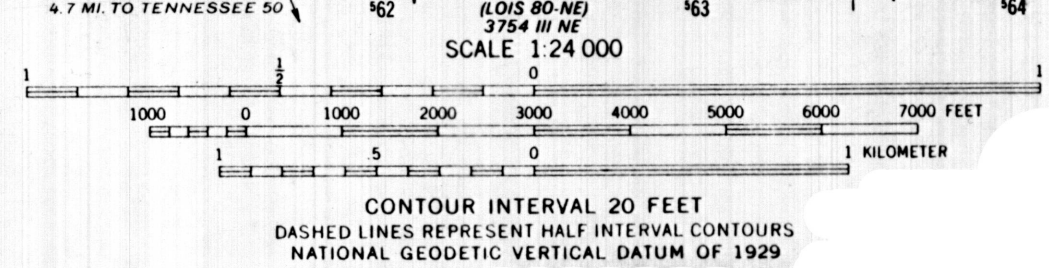 4.7 MI. TO TENNESSEE 50 562 (LOIS 80-NE) 563 564
3754 III NE
SCALE 1:24 000
1 1/2 0 1
1000 0 1000 2000 3000 4000 5000 6000 7000 FEET
1 .5 0 1 KILOMETER
CONTOUR INTERVAL 20 FEET
DASHED LINES REPRESENT HALF INTERVAL CONTOURS
NATIONAL GEODETIC VERTICAL DATUM OF 1929